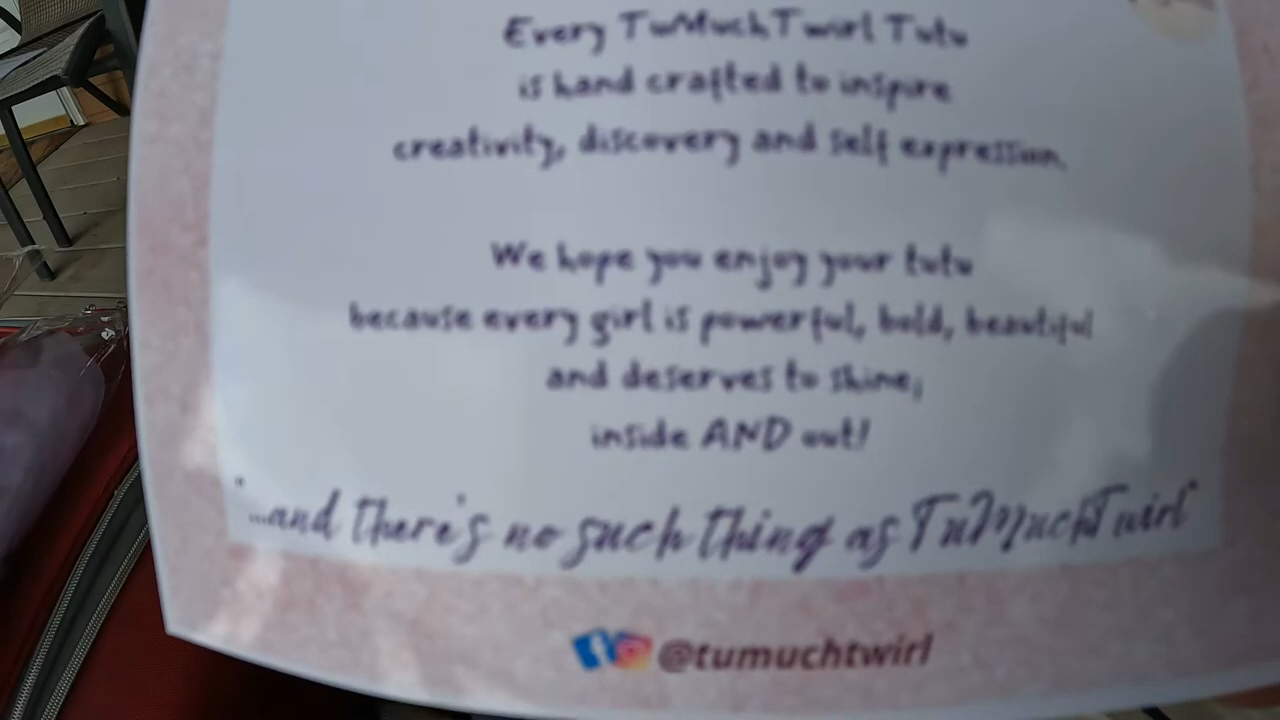 Every TuMuchTwirl Tutu
is hand crafted to inspire
creativity, discovery and self expression.
We hope you enjoy your tutu
because every girl is powerful, bold, beautiful
and deserves to shine,
inside AND out!
"...and there's no such thing as TuMuchTwirl"
@tumuchtwirl